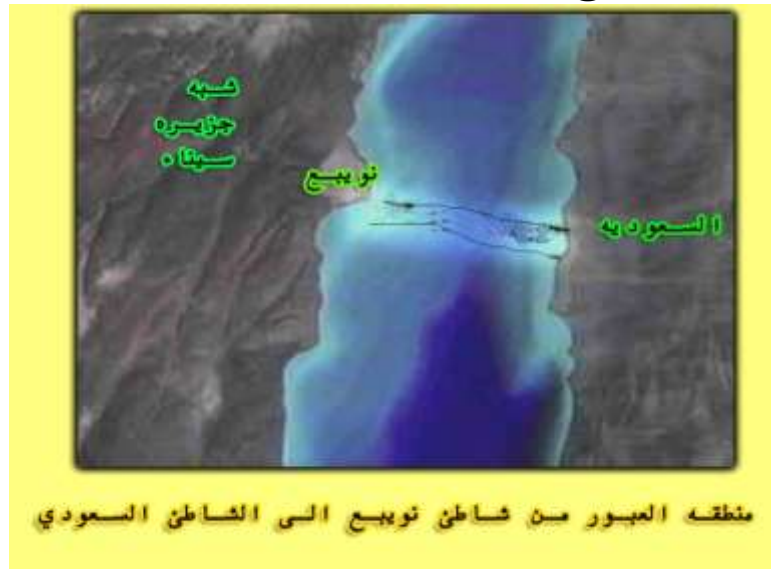 شبه
جزيره
سيناء
نويبع
السعوديه
منطقه العبور من شاطئ نويبع الى الشاطئ السعودي